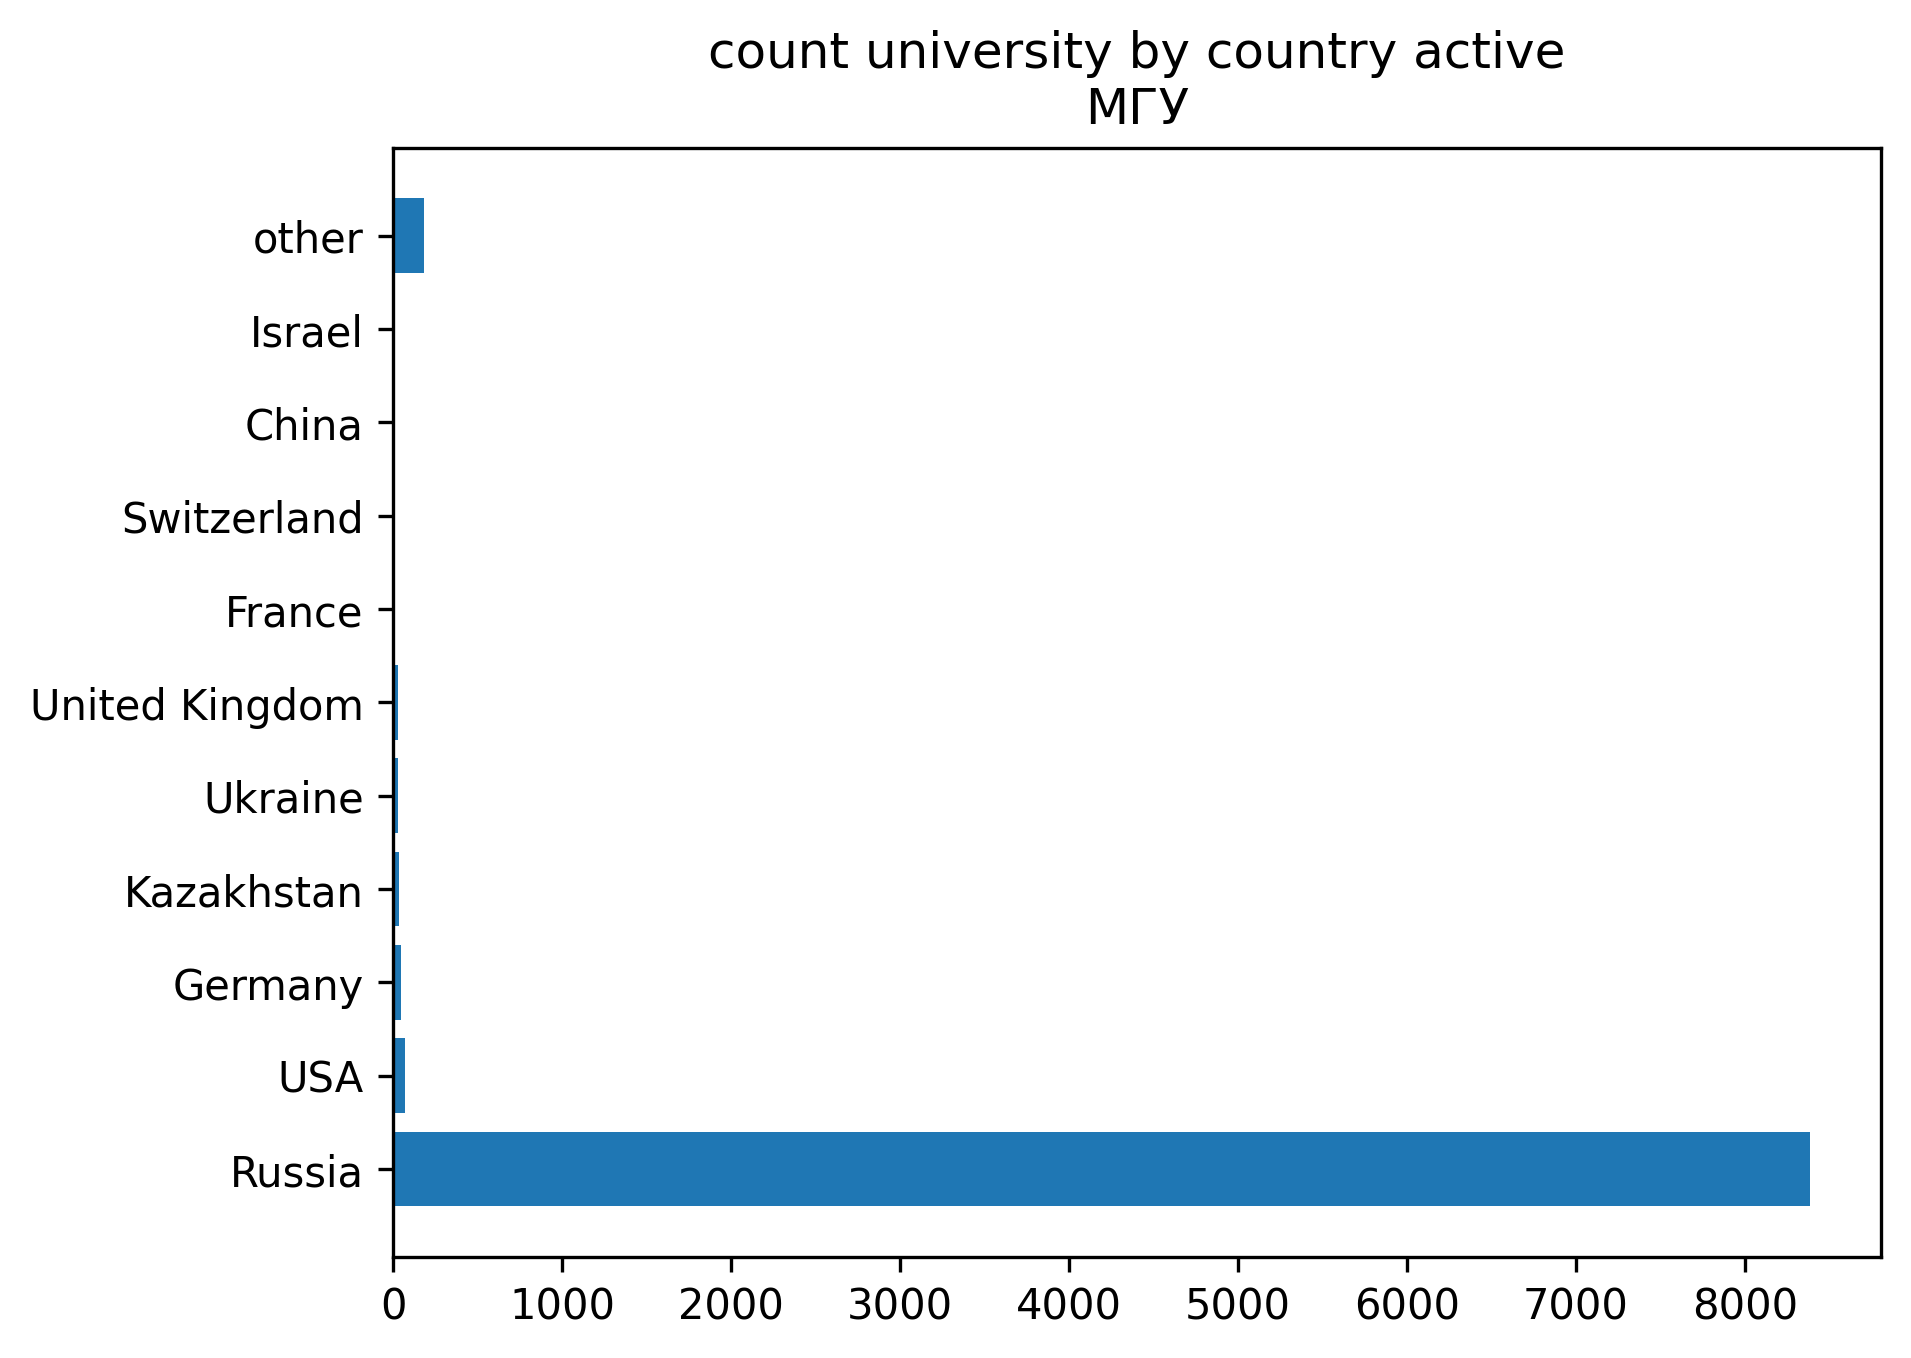 count university by country active
МГУ
other
Israel
China
Switzerland
France
United Kingdom
Ukraine
Kazakhstan
Germany
USA
Russia
0 1000 2000 3000 4000 5000 6000 7000 8000